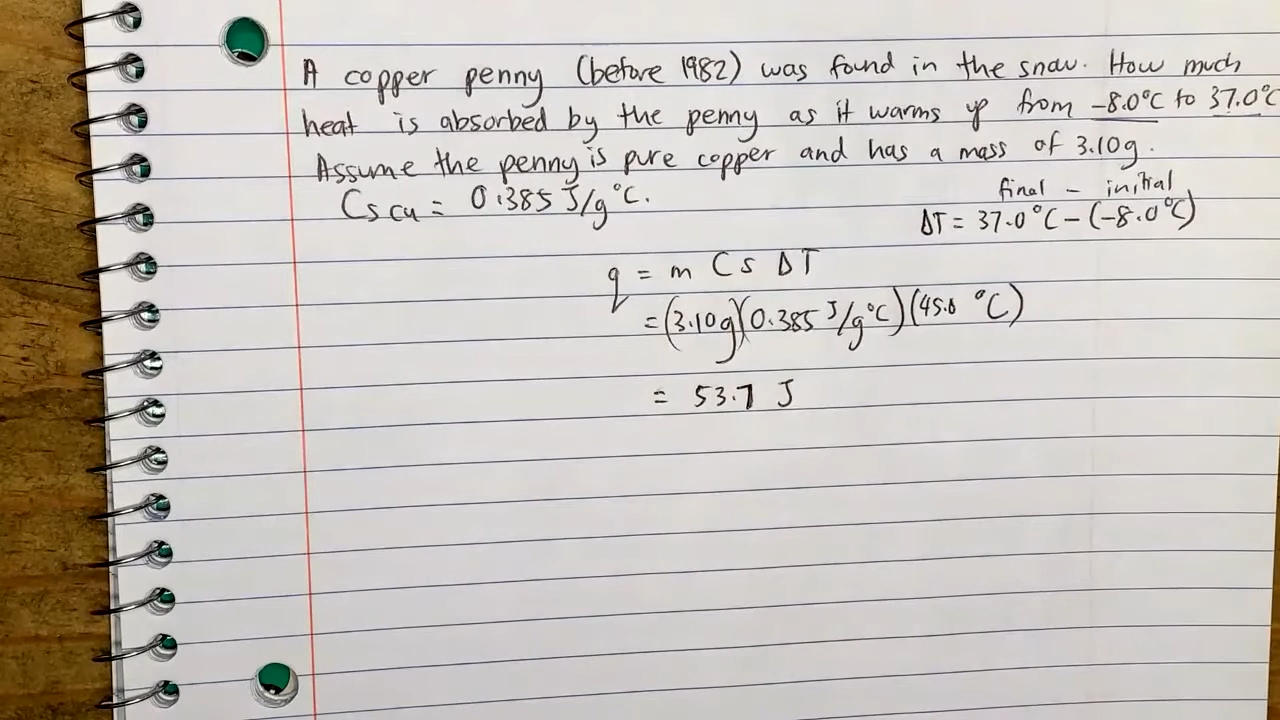 A copper penny (before 1982) was found in the snow. How much
heat is absorbed by the penny as it warms up from -8.0°C to 37.0°C
Assume the penny is pure copper and has a mass of 3.10g.
Cs Cu = 0.385 J/g°C.
final - initial
ΔT = 37.0°C - (-8.0°C)
q = m Cs ΔT
= (3.10g)(0.385 J/g°C)(45.0 °C)
= 53.7 J